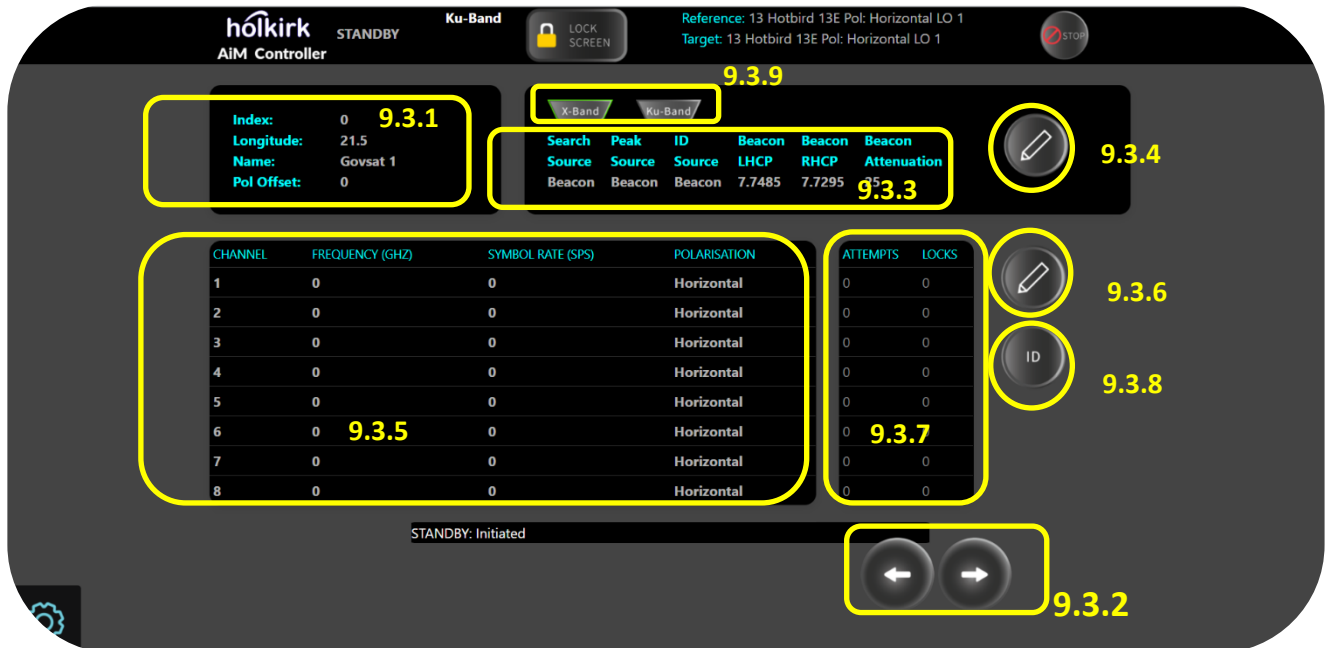 hólkirk STANDBY Ku-Band LOCK SCREEN Reference: 13 Hotbird 13E Pol: Horizontal LO 1 STOP
AiM Controller Target: 13 Hotbird 13E Pol: Horizontal LO 1
9.3.9
X-Band Ku-Band
Index: 0 9.3.1
Longitude: 21.5
Name: Govsat 1
Pol Offset: 0
Search Peak ID Beacon Beacon Beacon
Source Source Source LHCP RHCP Attenuation
Beacon Beacon Beacon 7.7485 7.7295 35
9.3.3
9.3.4
CHANNEL FREQUENCY (GHZ) SYMBOL RATE (SPS) POLARISATION ATTEMPTS LOCKS
1 0 0 Horizontal 0 0
2 0 0 Horizontal 0 0
9.3.6
3 0 0 Horizontal 0 0
4 0 0 Horizontal 0 0
ID
9.3.8
5 0 0 Horizontal 0 0
6 0 9.3.5 0 Horizontal 0 9.3.7 0
7 0 0 Horizontal 0 0
8 0 0 Horizontal 0 0
STANDBY: Initiated
9.3.2